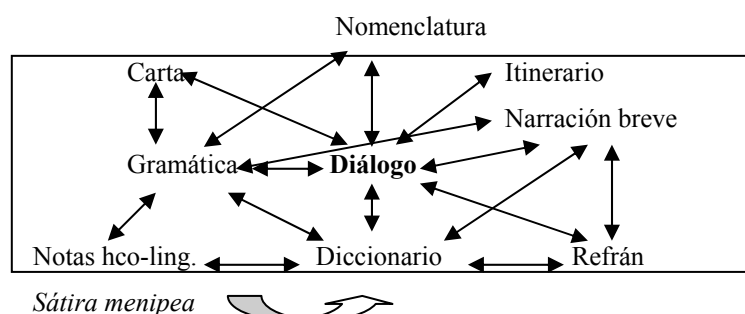 Nomenclatura
Carta Itinerario
Narración breve
Gramática Diálogo
Notas hco-ling. Diccionario Refrán
Sátira menipea